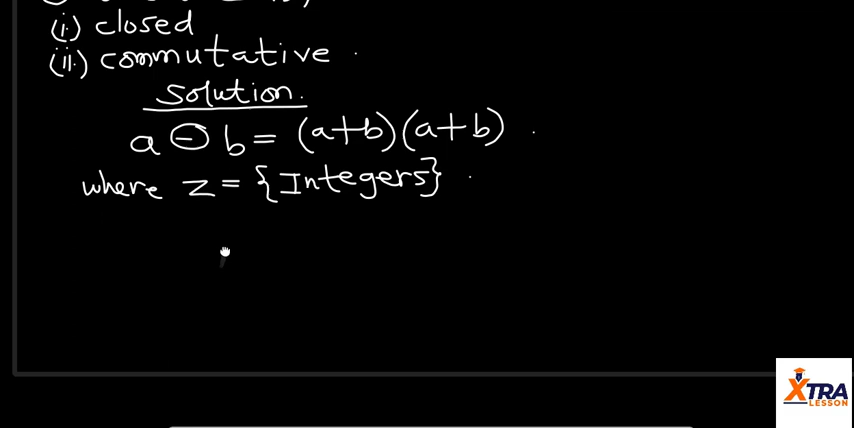 (i) closed
(ii) commutative.
Solution.
a ⊖ b = (a+b)(a+b).
where z = {Integers}.
XTRA
LESSON